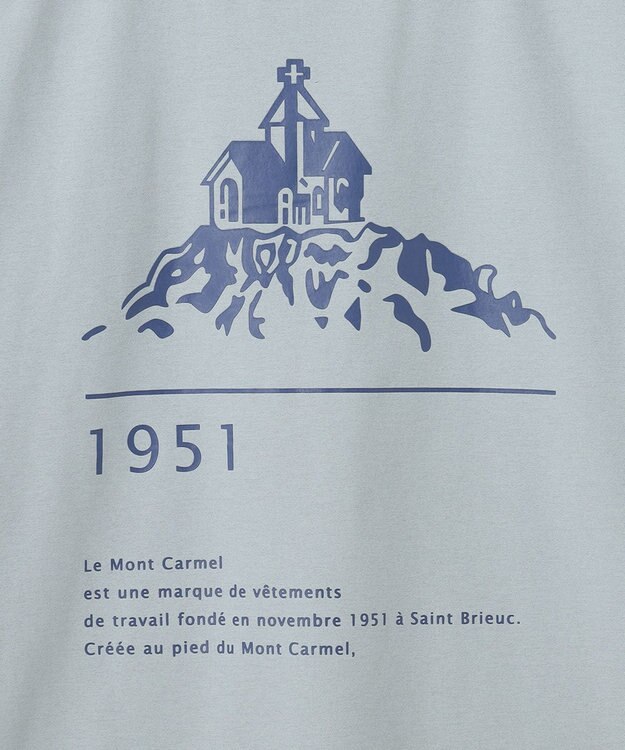 1951
Le Mont Carmel
est une marque de vêtements
de travail fondé en novembre 1951 à Saint Brieuc.
Créée au pied du Mont Carmel,